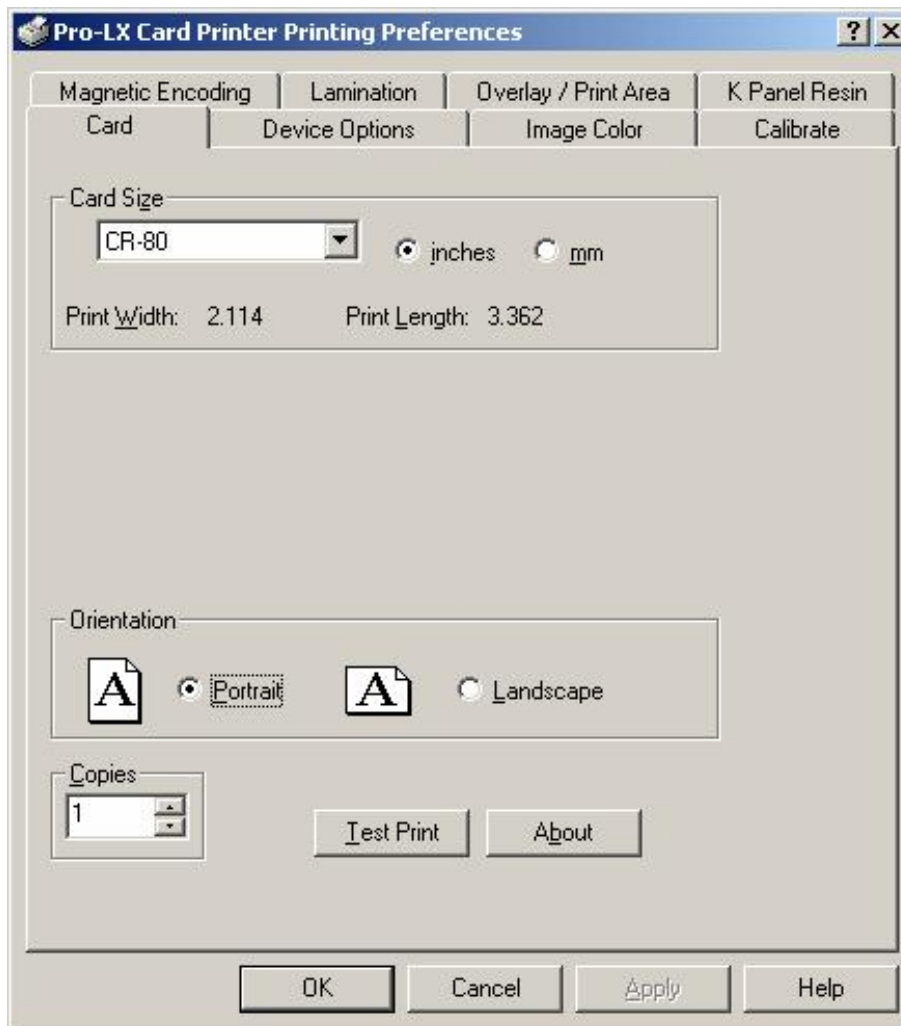 Pro-LX Card Printer Printing Preferences
Magnetic Encoding Lamination Overlay / Print Area K Panel Resin
Card Device Options Image Color Calibrate
Card Size
CR-80 inches mm
Print Width: 2.114 Print Length: 3.362
Orientation
A Portrait A Landscape
Copies
1
Test Print About
OK Cancel Apply Help